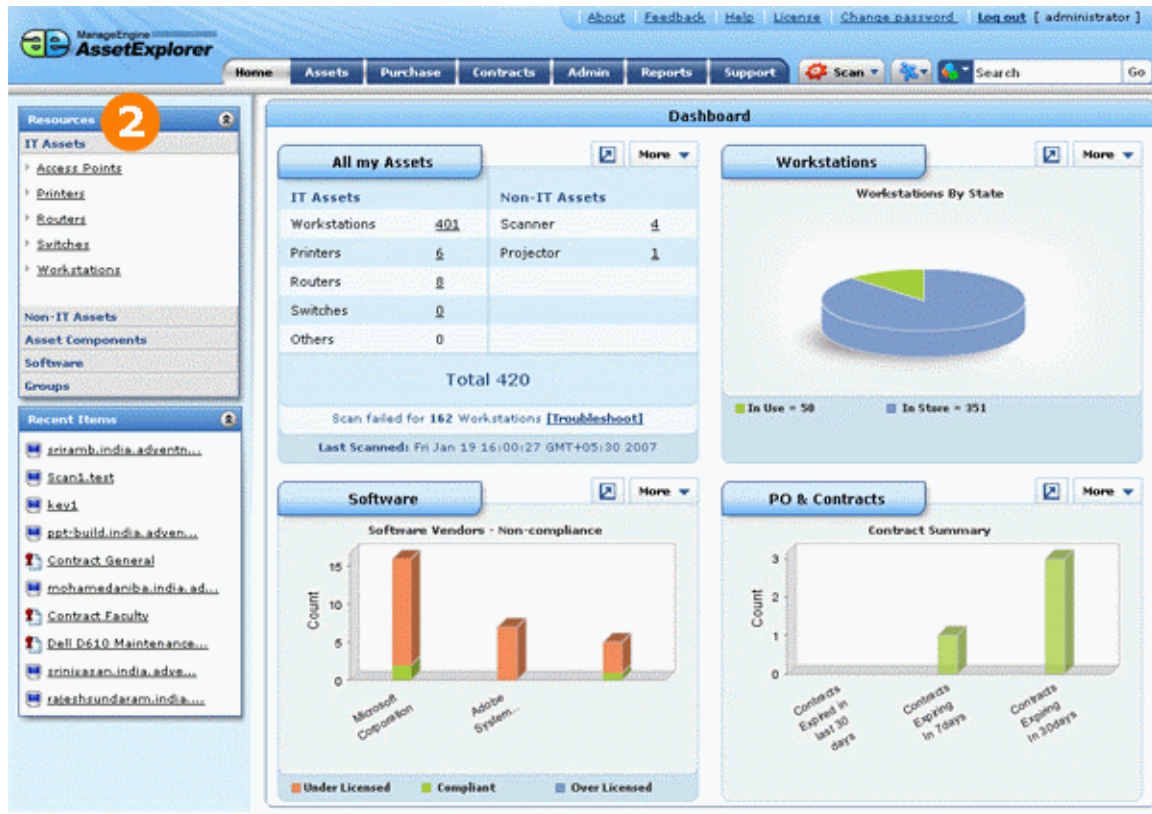 About Feedback Help License Change password Log out [ administrator ]
ManageEngine
AssetExplorer
Home Assets Purchase Contracts Admin Reports Support Scan Search Go
Resources 2
IT Assets
Access Points
Printers
Routers
Switches
Workstations
Non-IT Assets
Asset Components
Software
Groups
Recent Items
sriramb.india.adventn...
Scan1.test
key1
ppt-build.india.adven...
Contract General
mohamedaniba.india.ad...
Contract Faculty
Dell D610 Maintenance...
srinivasan.india.adve...
rajeshsundaram.india....
Dashboard
All my Assets More
IT Assets Non-IT Assets
Workstations 401 Scanner 4
Printers 6 Projector 1
Routers 8
Switches 0
Others 0
Total 420
Scan failed for 162 Workstations [Troubleshoot]
Last Scanned: Fri Jan 19 16:00:27 GMT+05:30 2007
Workstations More
Workstations By State
In Use = 50 In Store = 351
Software More
Software Vendors - Non-compliance
Count
15
10
5
0
Microsoft Corporation
Adobe System...
Under Licensed Compliant Over Licensed
PO & Contracts More
Contract Summary
Count
3
2
1
0
Contracts Expired in last 30 days
Contracts Expiring In 7days
Contracts Expiring In 30days